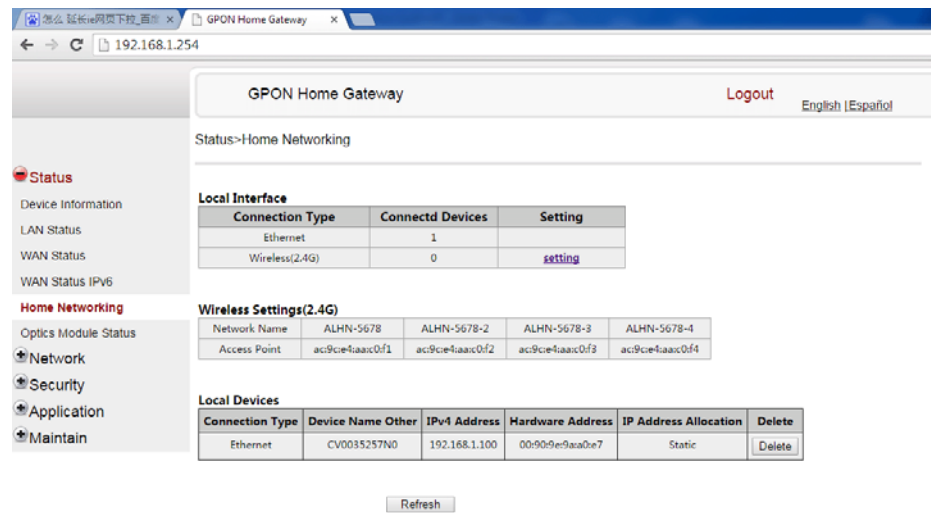 怎么 延长ie网页下拉_百度 × GPON Home Gateway ×
192.168.1.254
GPON Home Gateway Logout English | Español
Status>Home Networking
Status
Device Information
LAN Status
WAN Status
WAN Status IPv6
Home Networking
Optics Module Status
Network
Security
Application
Maintain
Local Interface
Connection Type Connectd Devices Setting
Ethernet 1
Wireless(2.4G) 0 setting
Wireless Settings(2.4G)
Network Name ALHN-5678 ALHN-5678-2 ALHN-5678-3 ALHN-5678-4
Access Point ac:9c:e4:aa:c0:f1 ac:9c:e4:aa:c0:f2 ac:9c:e4:aa:c0:f3 ac:9c:e4:aa:c0:f4
Local Devices
Connection Type Device Name Other IPv4 Address Hardware Address IP Address Allocation Delete
Ethernet CV0035257N0 192.168.1.100 00:90:9e:9a:a0:e7 Static Delete
Refresh